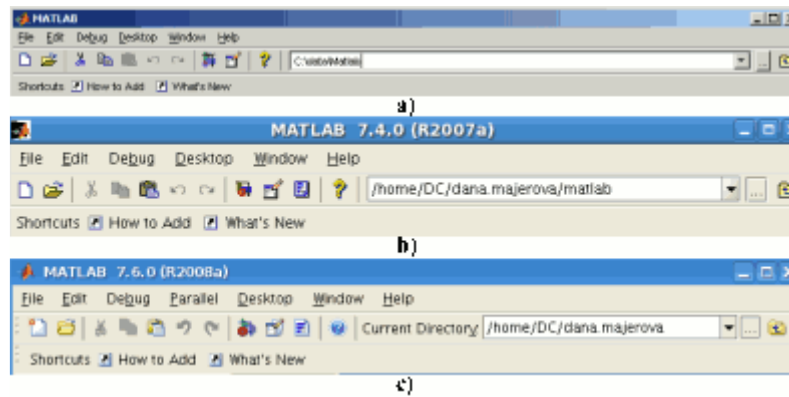 MATLAB
File Edit Debug Desktop Window Help
Shortcuts How to Add What's New
a)
MATLAB 7.4.0 (R2007a)
File Edit Debug Desktop Window Help
/home/DC/dana.majerova/matlab
Shortcuts How to Add What's New
b)
MATLAB 7.6.0 (R2008a)
File Edit Debug Parallel Desktop Window Help
Current Directory /home/DC/dana.majerova
Shortcuts How to Add What's New
c)